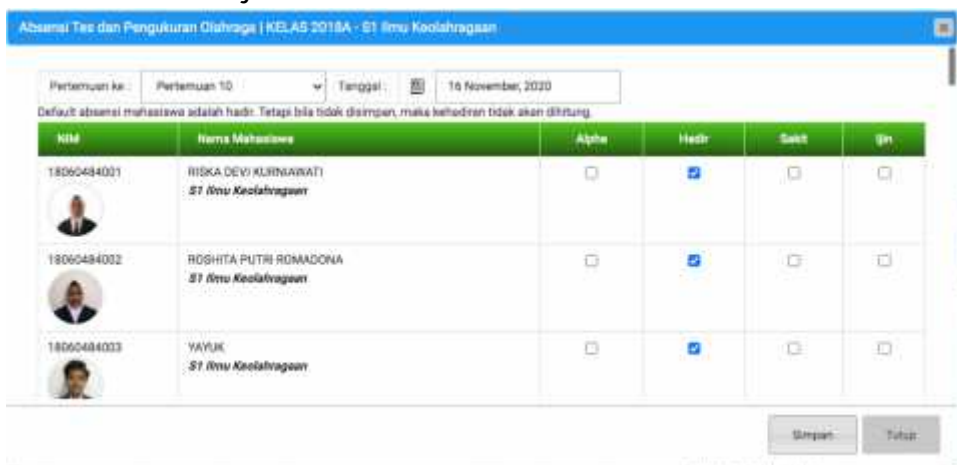 Absensi Tes dan Pengukuran Olahraga | KELAS 2018A - S1 Ilmu Keolahragaan
Pertemuan ke : Pertemuan 10 Tanggal : 16 November, 2020
Default absensi mahasiswa adalah hadir. Tetapi bila tidak disimpan, maka kehadiran tidak akan dihitung.
NIM Nama Mahasiswa Alpha Hadir Sakit Ijin
18060484001 RISKA DEVI KURNIAWATI
S1 Ilmu Keolahragaan
18060484002 ROSHITA PUTRI ROMADONA
S1 Ilmu Keolahragaan
18060484003 YAYUK
S1 Ilmu Keolahragaan
Simpan Tutup